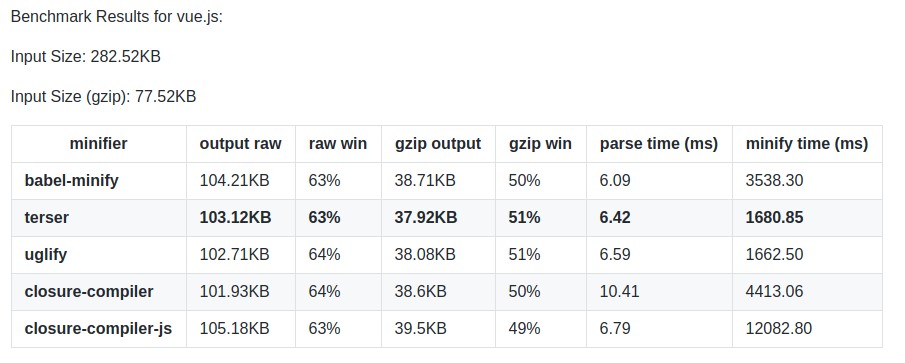 Benchmark Results for vue.js:
Input Size: 282.52KB
Input Size (gzip): 77.52KB
minifier output raw raw win gzip output gzip win parse time (ms) minify time (ms)
babel-minify 104.21KB 63% 38.71KB 50% 6.09 3538.30
terser 103.12KB 63% 37.92KB 51% 6.42 1680.85
uglify 102.71KB 64% 38.08KB 51% 6.59 1662.50
closure-compiler 101.93KB 64% 38.6KB 50% 10.41 4413.06
closure-compiler-js 105.18KB 63% 39.5KB 49% 6.79 12082.80